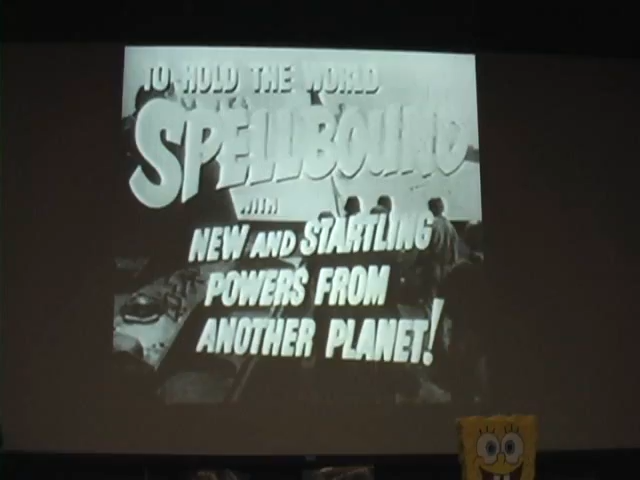 TO HOLD THE WORLD
SPELLBOUND
WITH
NEW AND STARTLING
POWERS FROM
ANOTHER PLANET!